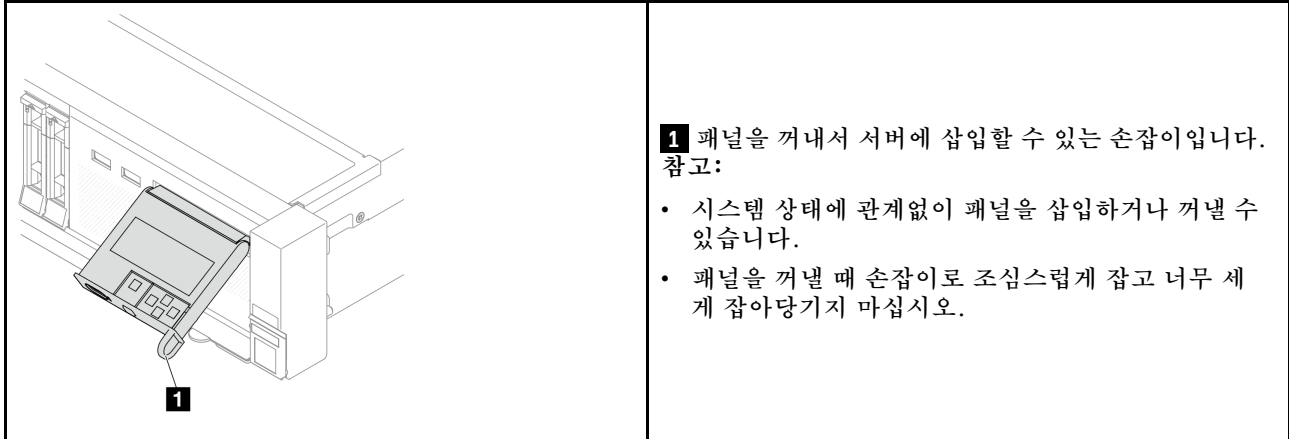 1
1 패널을 꺼내서 서버에 삽입할 수 있는 손잡이입니다.
참고:
• 시스템 상태에 관계없이 패널을 삽입하거나 꺼낼 수
있습니다.
• 패널을 꺼낼 때 손잡이로 조심스럽게 잡고 너무 세
게 잡아당기지 마십시오.